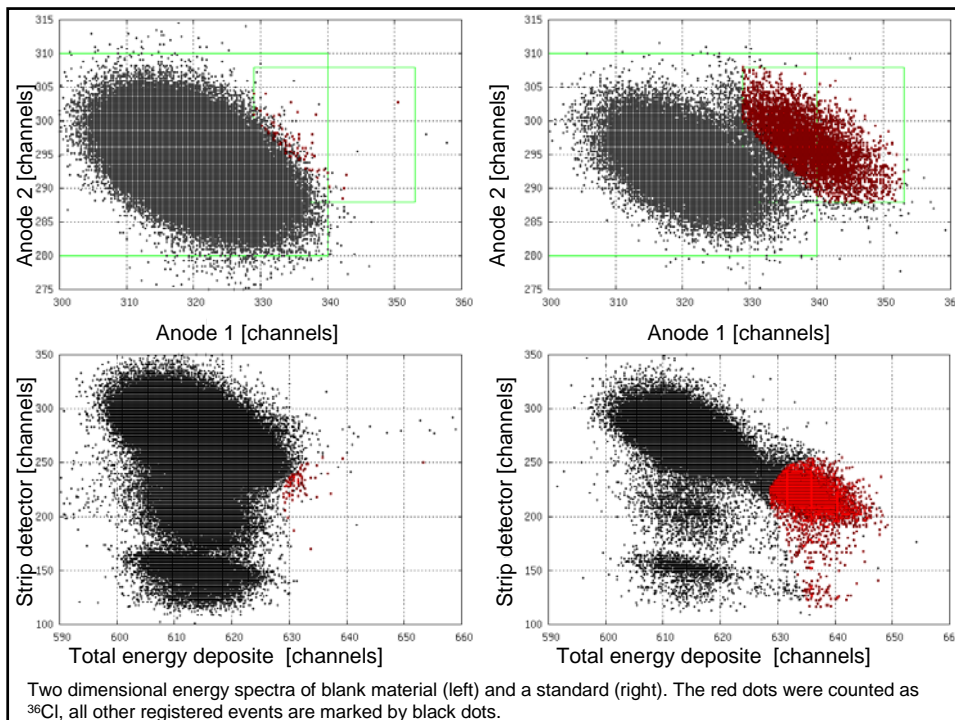 315
310
305
300
295
290
285
280
275
300 310 320 330 340 350 360
Anode 2 [channels]
Anode 1 [channels]
315
310
305
300
295
290
285
280
275
300 310 320 330 340 350
Anode 2 [channels]
Anode 1 [channels]
350
300
250
200
150
100
590 600 610 620 630 640 650 660
Strip detector [channels]
Total energy deposite [channels]
350
300
250
200
150
100
590 600 610 620 630 640 650
Strip detector [channels]
Total energy deposite [channels]
Two dimensional energy spectra of blank material (left) and a standard (right). The red dots were counted as
³⁶Cl, all other registered events are marked by black dots.